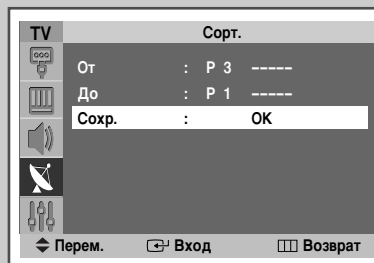 TV Сорт.
От : P 3 -----
До : P 1 -----
Сохр. : OK
Перем. Вход Возврат